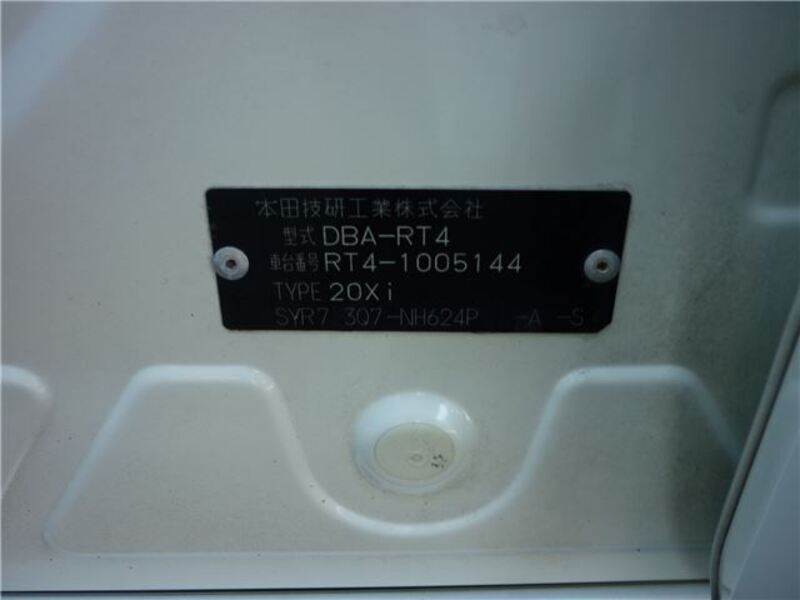 本田技研工業株式会社
型式 DBA-RT4
車台番号 RT4-1005144
TYPE 20Xi
SYR7 3Q7-NH624P -A -S